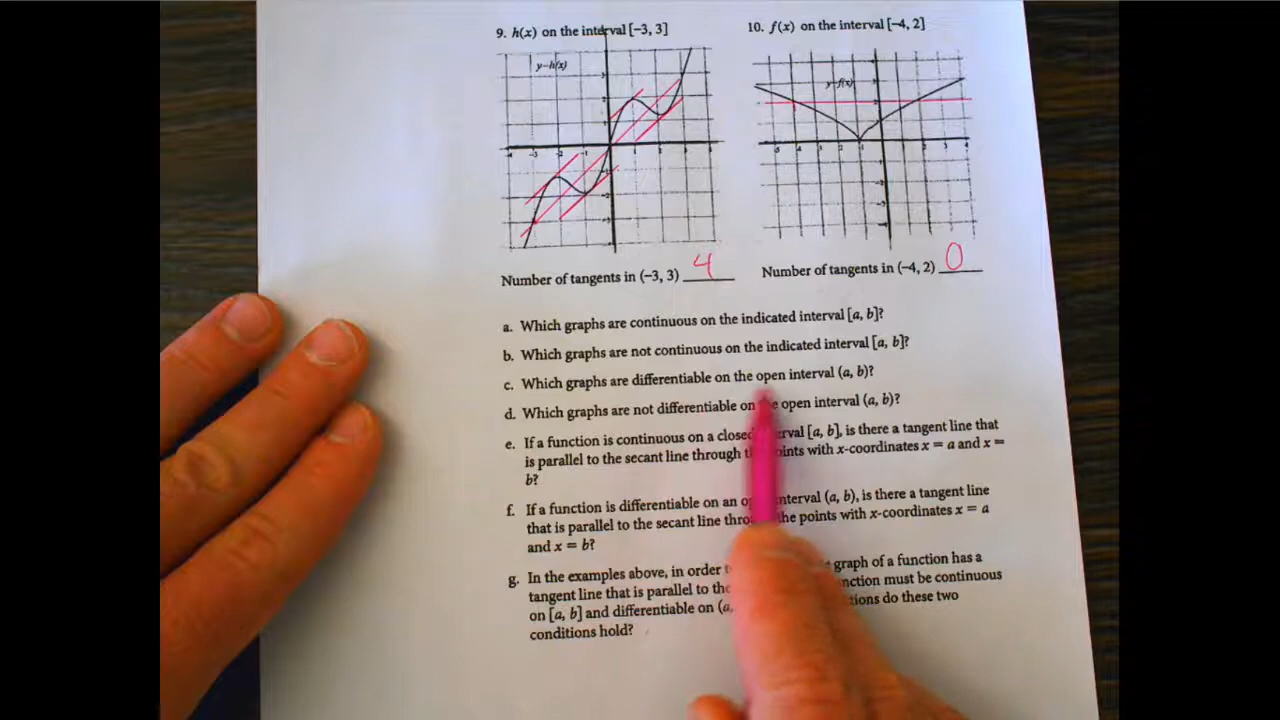 9. h(x) on the interval [−3, 3]
10. f(x) on the interval [−4, 2]
y=h(x)
y=f(x)
Number of tangents in (−3, 3) 4
Number of tangents in (−4, 2) 0
a. Which graphs are continuous on the indicated interval [a, b]?
b. Which graphs are not continuous on the indicated interval [a, b]?
c. Which graphs are differentiable on the open interval (a, b)?
d. Which graphs are not differentiable on the open interval (a, b)?
e. If a function is continuous on a closed interval [a, b], is there a tangent line that
is parallel to the secant line through the points with x-coordinates x = a and x =
b?
f. If a function is differentiable on an open interval (a, b), is there a tangent line
that is parallel to the secant line through the points with x-coordinates x = a
and x = b?
g. In the examples above, in order graph of a function has a
tangent line that is parallel to the function must be continuous
on [a, b] and differentiable on (a, do these two
conditions hold?